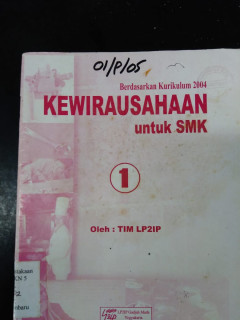 01/P/05
Berdasarkan Kurikulum 2004
KEWIRAUSAHAAN
untuk SMK
1
Oleh : TIM LP2IP